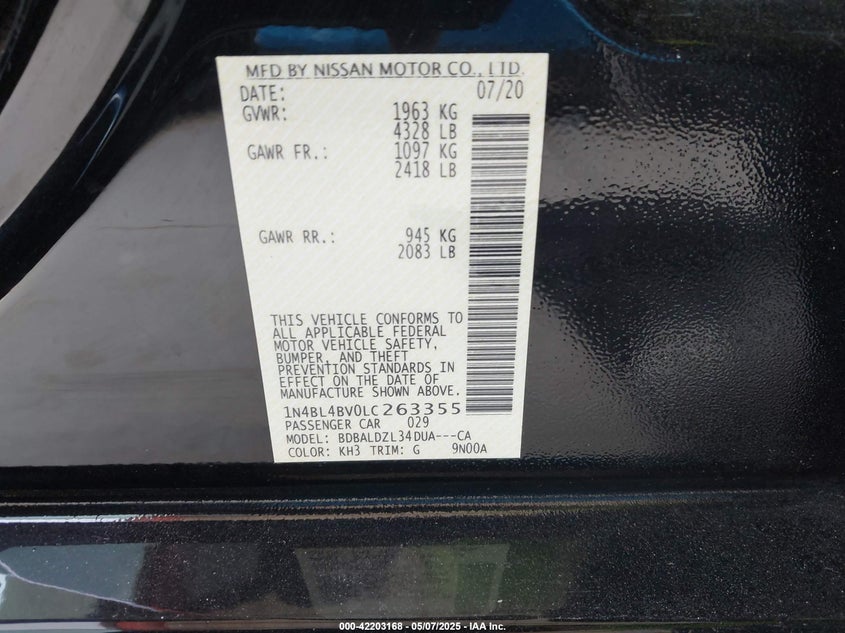 MFD BY NISSAN MOTOR CO., LTD.
DATE: 07/20
GVWR: 1963 KG
4328 LB
GAWR FR.: 1097 KG
2418 LB
GAWR RR.: 945 KG
2083 LB
THIS VEHICLE CONFORMS TO
ALL APPLICABLE FEDERAL
MOTOR VEHICLE SAFETY,
BUMPER, AND THEFT
PREVENTION STANDARDS IN
EFFECT ON THE DATE OF
MANUFACTURE SHOWN ABOVE.
1N4BL4BV0LC263355
PASSENGER CAR 029
MODEL: BDBALDZL34DUA---CA
COLOR: KH3 TRIM: G 9N00A
000-42203168 - 05/07/2025 - IAA Inc.